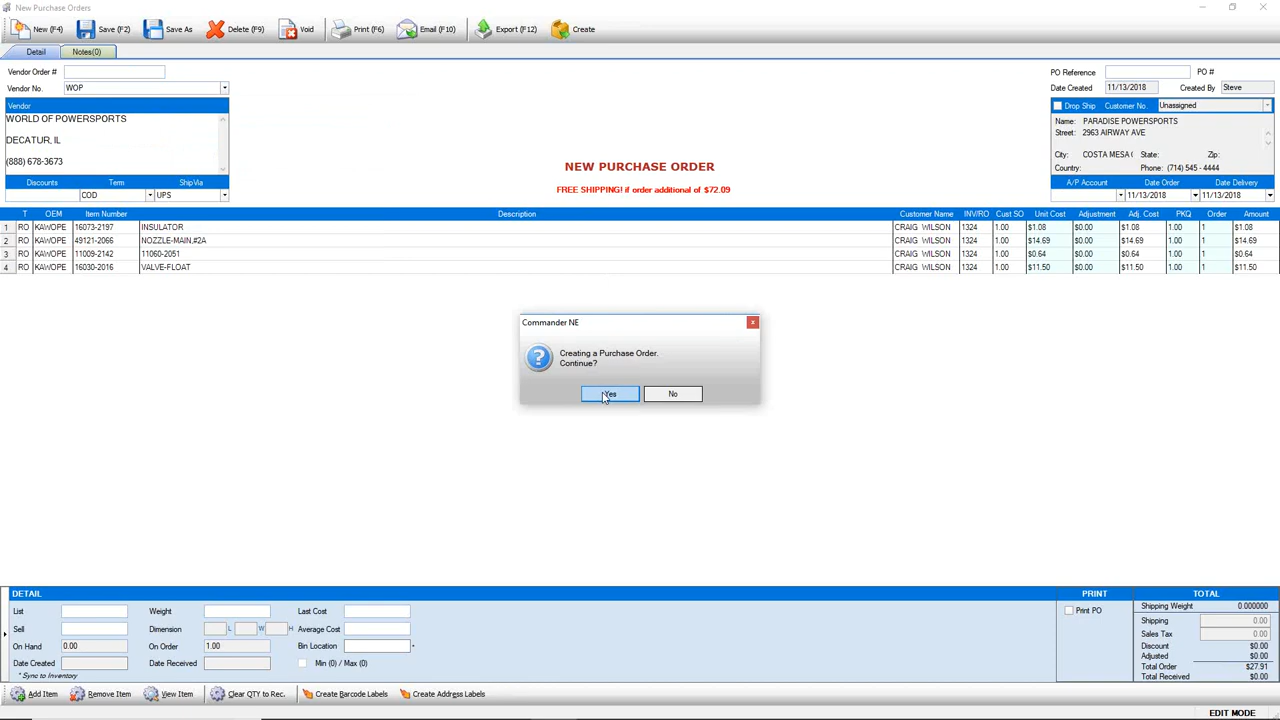 New Purchase Orders
New (F4) Save (F2) Save As Delete (F9) Void Print (F6) Email (F10) Export (F12) Create
Detail Notes(0)
Vendor Order # PO Reference PO #
Vendor No. WOP Date Created 11/13/2018 Created By Steve
Vendor Drop Ship Customer No. Unassigned
WORLD OF POWERSPORTS
DECATUR, IL
(888) 678-3673
Name: PARADISE POWERSPORTS
Street: 2963 AIRWAY AVE
City: COSTA MESA ( State: Zip:
Country: Phone: (714) 545 - 4444
NEW PURCHASE ORDER
FREE SHIPPING! if order additional of $72.09
Discounts Term ShipVia A/P Account Date Order Date Delivery
COD UPS 11/13/2018 11/13/2018
T OEM Item Number Description Customer Name INV/RO Cust SO Unit Cost Adjustment Adj. Cost PKQ Order Amount
1 RO KAWOPE 16073-2197 INSULATOR CRAIG WILSON 1324 1.00 $1.08 $0.00 $1.08 1.00 1 $1.08
2 RO KAWOPE 49121-2066 NOZZLE-MAIN,#2A CRAIG WILSON 1324 1.00 $14.69 $0.00 $14.69 1.00 1 $14.69
3 RO KAWOPE 11009-2142 11060-2051 CRAIG WILSON 1324 1.00 $0.64 $0.00 $0.64 1.00 1 $0.64
4 RO KAWOPE 16030-2016 VALVE-FLOAT CRAIG WILSON 1324 1.00 $11.50 $0.00 $11.50 1.00 1 $11.50
Commander NE
Creating a Purchase Order.
Continue?
Yes No
DETAIL PRINT TOTAL
List Weight Last Cost
Sell Dimension L W H Average Cost
On Hand 0.00 On Order 1.00 Bin Location
Date Created Date Received Min (0) / Max (0)
* Sync to Inventory
Print PO
Shipping Weight 0.000000
Shipping 0.00
Sales Tax 0.00
Discount $0.00
Adjusted $0.00
Total Order $27.91
Total Received $0.00
Add Item Remove Item View Item Clear QTY to Rec. Create Barcode Labels Create Address Labels
EDIT MODE